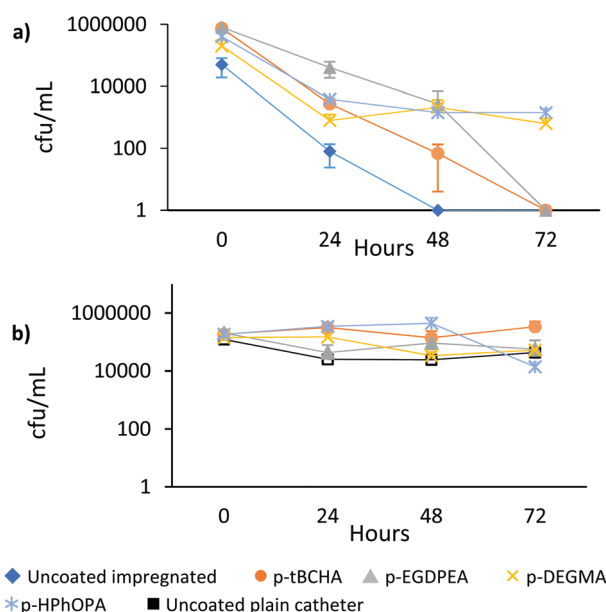 a)
1000000
10000
100
1
cfu/mL
0 24 48 72
Hours
b)
1000000
10000
100
1
cfu/mL
0 24 48 72
Hours
Uncoated impregnated p-tBCHA p-EGDPEA p-DEGMA
p-HPhOPA Uncoated plain catheter